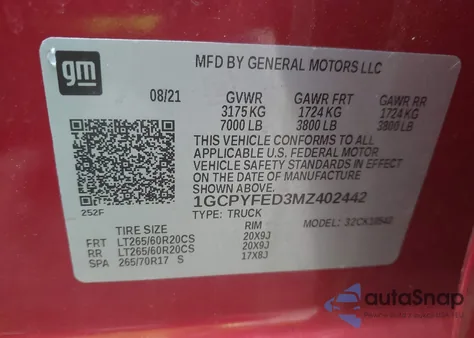 gm
MFD BY GENERAL MOTORS LLC
08/21 GVWR GAWR FRT GAWR RR
3175 KG 1724 KG 1724 KG
7000 LB 3800 LB 3800 LB
THIS VEHICLE CONFORMS TO ALL
APPLICABLE U.S. FEDERAL MOTOR
VEHICLE SAFETY STANDARDS IN EFFECT
ON THE DATE OF MANUFACTURE
SHOWN ABOVE.
1GCPYFED3MZ402442
TYPE: TRUCK
252F
MODEL:
TIRE SIZE RIM
FRT LT265/60R20CS 20X9J
RR LT265/60R20CS 20X9J
SPA 265/70R17 S 17X8J
autoSnap